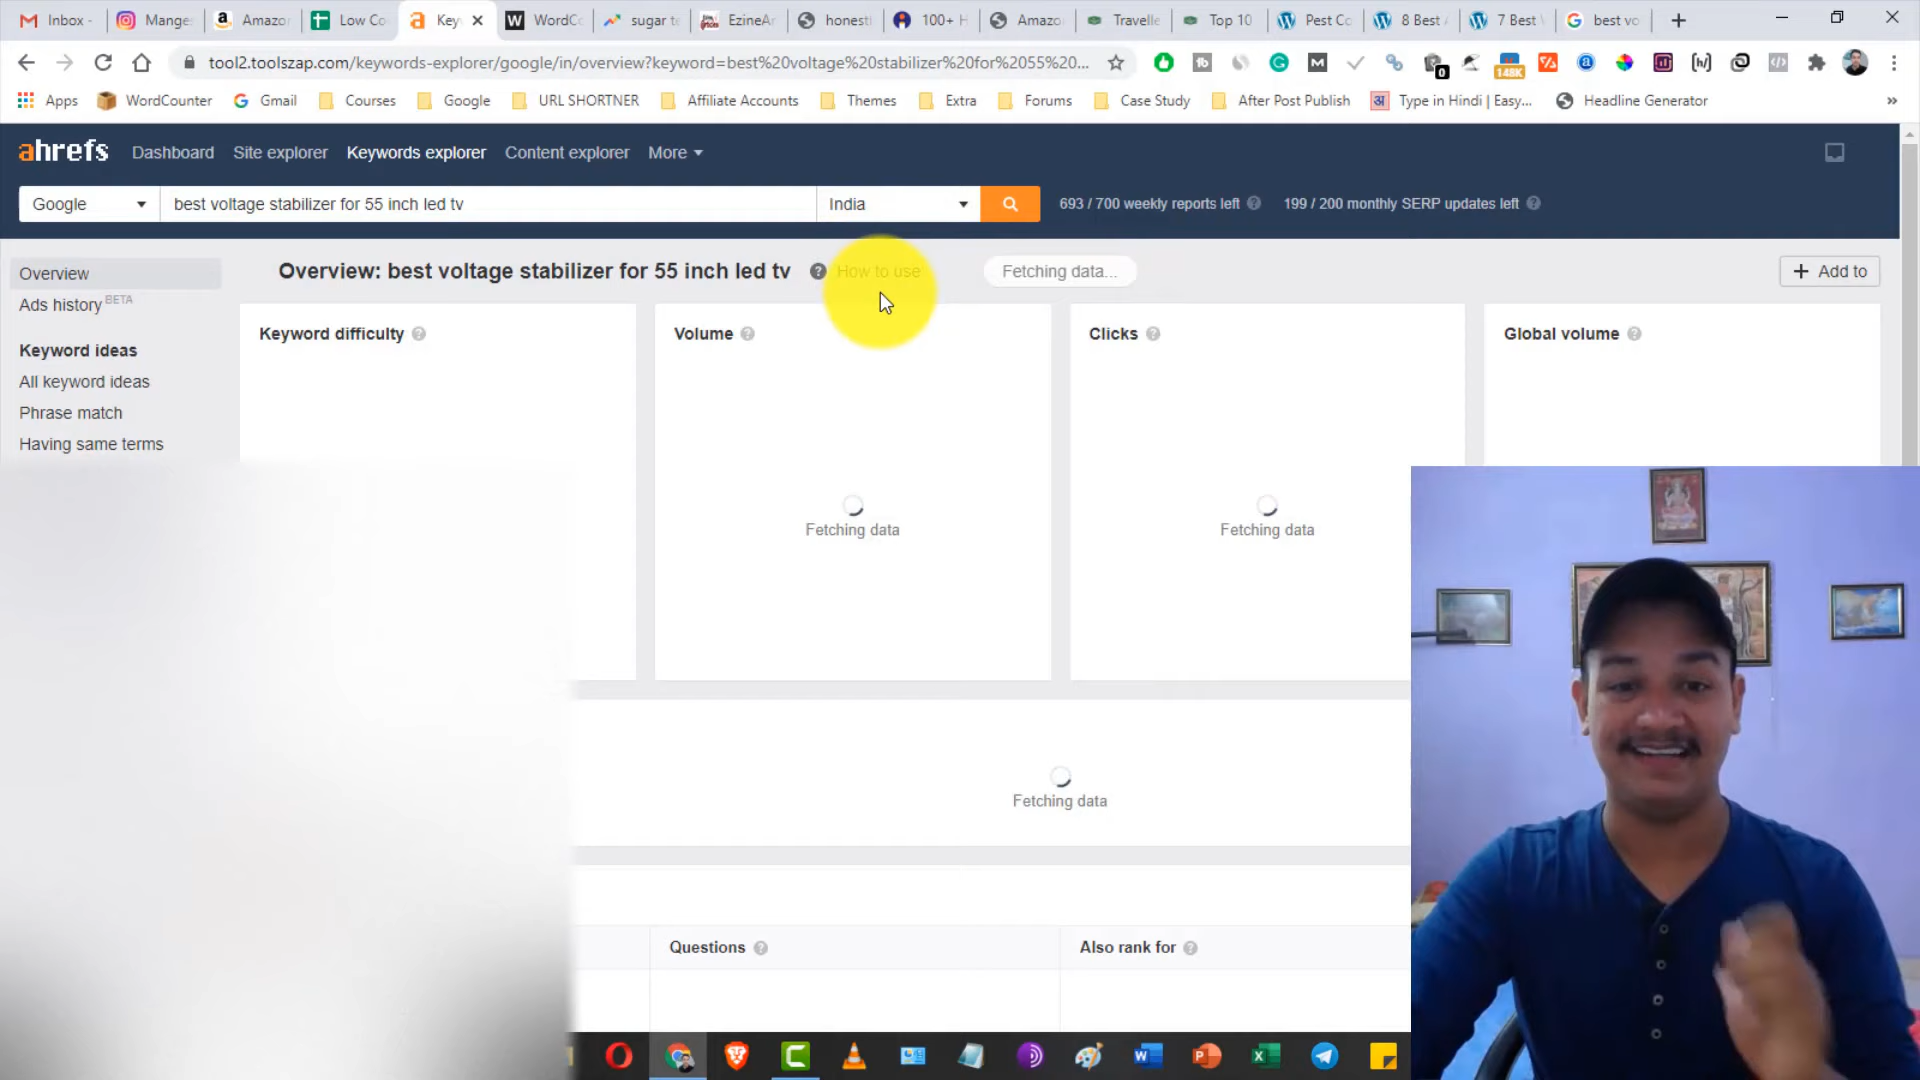 Inbox - Manges Amazo Low Co Key WordCo sugar te EzineAr honest 100+ H Amazo Travelle Top 10 Pest Co 8 Best 7 Best best vo
tool2.toolszap.com/keywords-explorer/google/in/overview?keyword=best%20voltage%20stabilizer%20for%2055%20... 0 148K
Apps WordCounter Gmail Courses Google URL SHORTNER Affiliate Accounts Themes Extra Forums Case Study After Post Publish Type in Hindi | Easy... Headline Generator »
ahrefs Dashboard Site explorer Keywords explorer Content explorer More
Google best voltage stabilizer for 55 inch led tv India 693 / 700 weekly reports left 199 / 200 monthly SERP updates left
Overview Overview: best voltage stabilizer for 55 inch led tv How to use Fetching data... + Add to
Ads history BETA
Keyword difficulty Volume Clicks Global volume
Keyword ideas
All keyword ideas
Phrase match
Having same terms
Fetching data Fetching data
Fetching data
Questions Also rank for